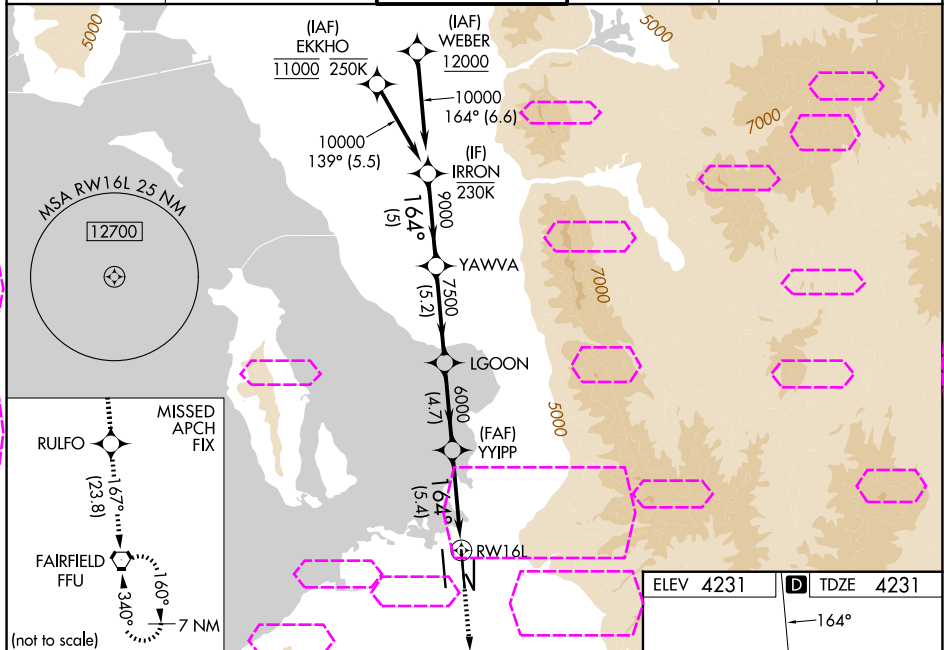 5000
(IAF)
EKKHO
11000 250K
(IAF)
WEBER
12000
5000
10000
164° (6.6)
10000
139° (5.5)
7000
(IF)
IRRON
230K
MSA RW16L 25 NM
12700
9000
164°
(5)
YAWVA
7500
(5.2)
7000
LGOON
6000
(4.7)
5000
(FAF)
YYIPP
164°
(5.4)
RW16L
MISSED
APCH
FIX
RULFO
167°
(23.8)
FAIRFIELD
FFU
160°
340°
7 NM
(not to scale)
ELEV 4231
D TDZE 4231
164°